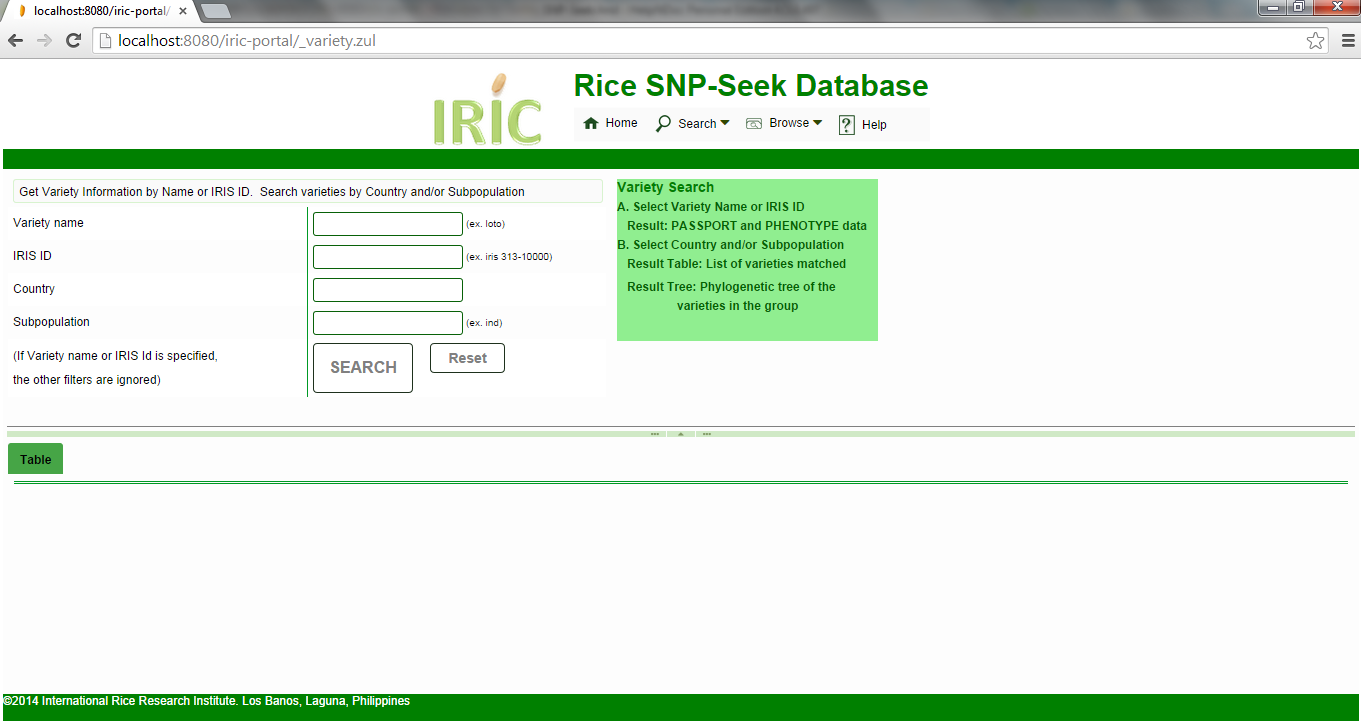 localhost:8080/iric-portal/
localhost:8080/iric-portal/_variety.zul
IRIC
Rice SNP-Seek Database
Home Search Browse ? Help
Get Variety Information by Name or IRIS ID.  Search varieties by Country and/or Subpopulation
Variety name (ex. loto)
IRIS ID (ex. iris 313-10000)
Country
Subpopulation (ex. ind)
(If Variety name or IRIS Id is specified,
the other filters are ignored)
SEARCH Reset
Variety Search
A. Select Variety Name or IRIS ID
Result: PASSPORT and PHENOTYPE data
B. Select Country and/or Subpopulation
Result Table: List of varieties matched
Result Tree: Phylogenetic tree of the
varieties in the group
Table
©2014 International Rice Research Institute. Los Banos, Laguna, Philippines